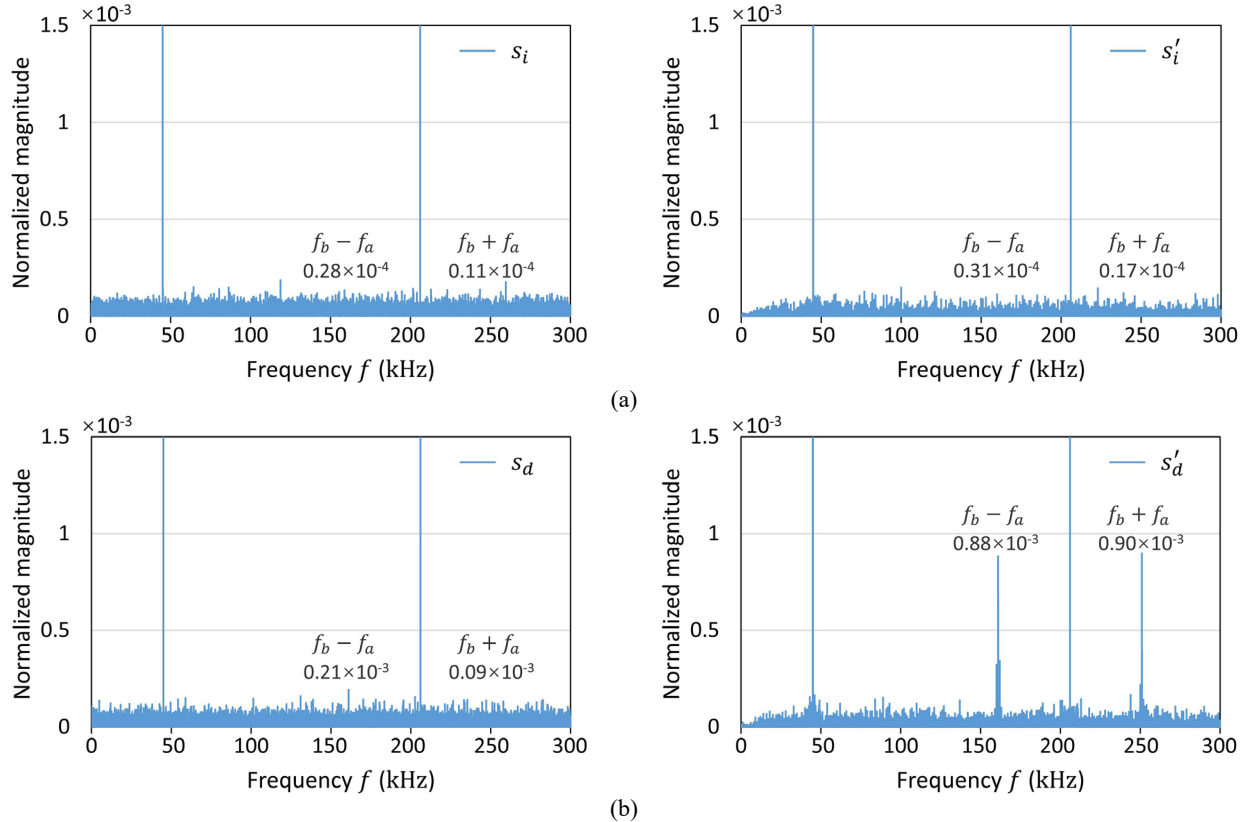 ×10⁻³
1.5
1
0.5
0
Normalized magnitude
s_i
f_b − f_a
0.28×10⁻⁴
f_b + f_a
0.11×10⁻⁴
0 50 100 150 200 250 300
Frequency f (kHz)
×10⁻³
1.5
1
0.5
0
Normalized magnitude
s_i′
f_b − f_a
0.31×10⁻⁴
f_b + f_a
0.17×10⁻⁴
0 50 100 150 200 250 300
Frequency f (kHz)
(a)
×10⁻³
1.5
1
0.5
0
Normalized magnitude
s_d
f_b − f_a
0.21×10⁻³
f_b + f_a
0.09×10⁻³
0 50 100 150 200 250 300
Frequency f (kHz)
×10⁻³
1.5
1
0.5
0
Normalized magnitude
s_d′
f_b − f_a
0.88×10⁻³
f_b + f_a
0.90×10⁻³
0 50 100 150 200 250 300
Frequency f (kHz)
(b)